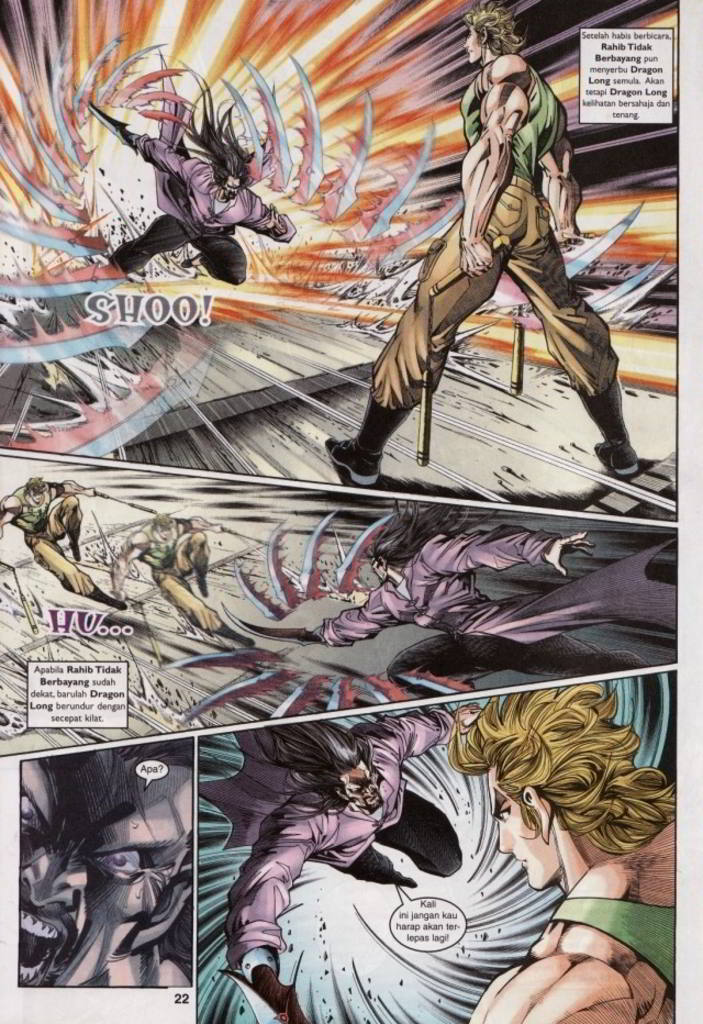 Setelah habis berbicara,
Rahib Tidak
Berbayang pun
menyerbu Dragon
Long semula. Akan
tetapi Dragon Long
kelihatan bersahaja dan
tenang.
SHOO!
HU...
Apabila Rahib Tidak
Berbayang sudah
dekat, barulah Dragon
Long berundur dengan
secepat kilat.
Apa?
Kali
ini jangan kau
harap akan ter-
lepas lagi!
22